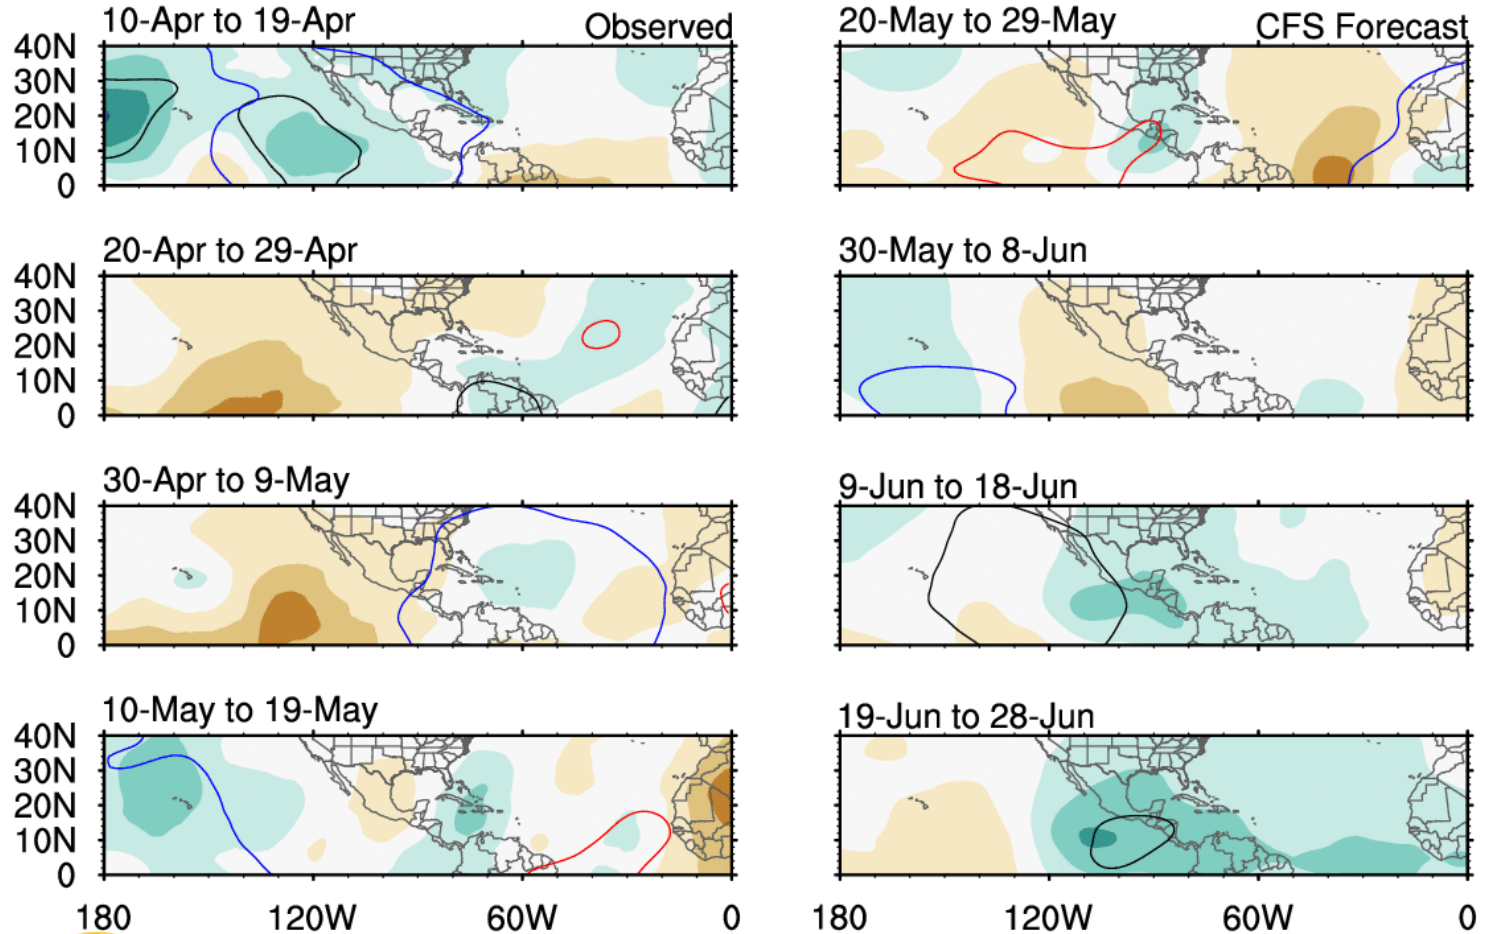 10-Apr to 19-Apr Observed
40N
30N
20N
10N
0
20-Apr to 29-Apr
40N
30N
20N
10N
0
30-Apr to 9-May
40N
30N
20N
10N
0
10-May to 19-May
40N
30N
20N
10N
0
180 120W 60W 0
20-May to 29-May CFS Forecast
30-May to 8-Jun
9-Jun to 18-Jun
19-Jun to 28-Jun
180 120W 60W 0